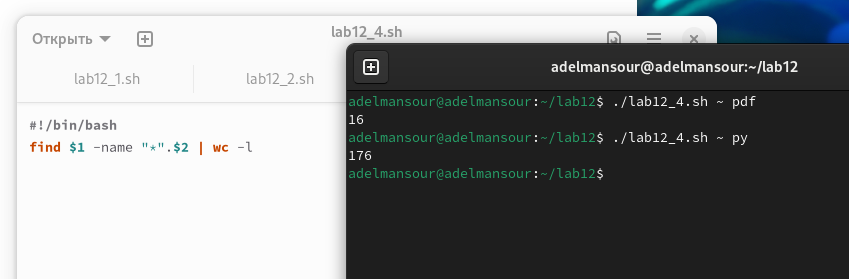 Открыть
lab12_4.sh
lab12_1.sh
lab12_2.sh
#!/bin/bash
find $1 -name "*".$2 | wc -l
adelmansour@adelmansour:~/lab12
adelmansour@adelmansour:~/lab12$ ./lab12_4.sh ~ pdf
16
adelmansour@adelmansour:~/lab12$ ./lab12_4.sh ~ py
176
adelmansour@adelmansour:~/lab12$